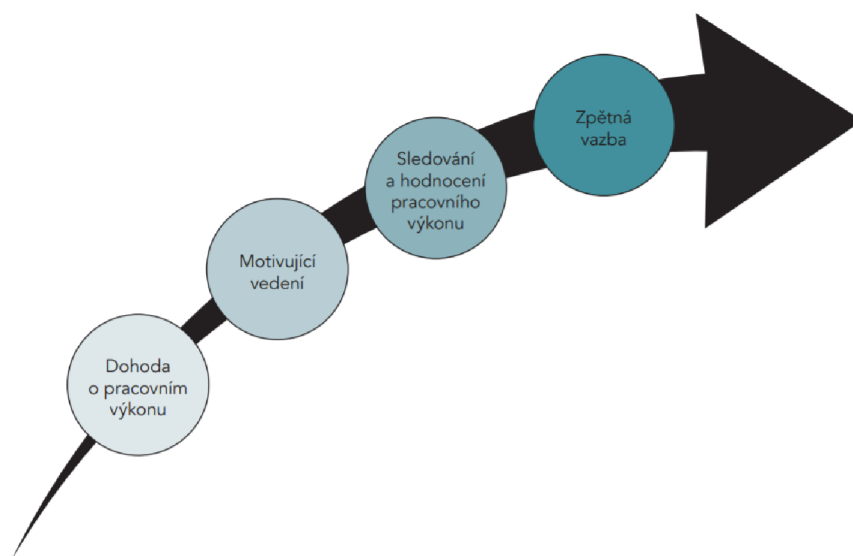 Zpětná
vazba
Sledování
a hodnocení
pracovního
výkonu
Motivující
vedení
Dohoda
o pracovním
výkonu